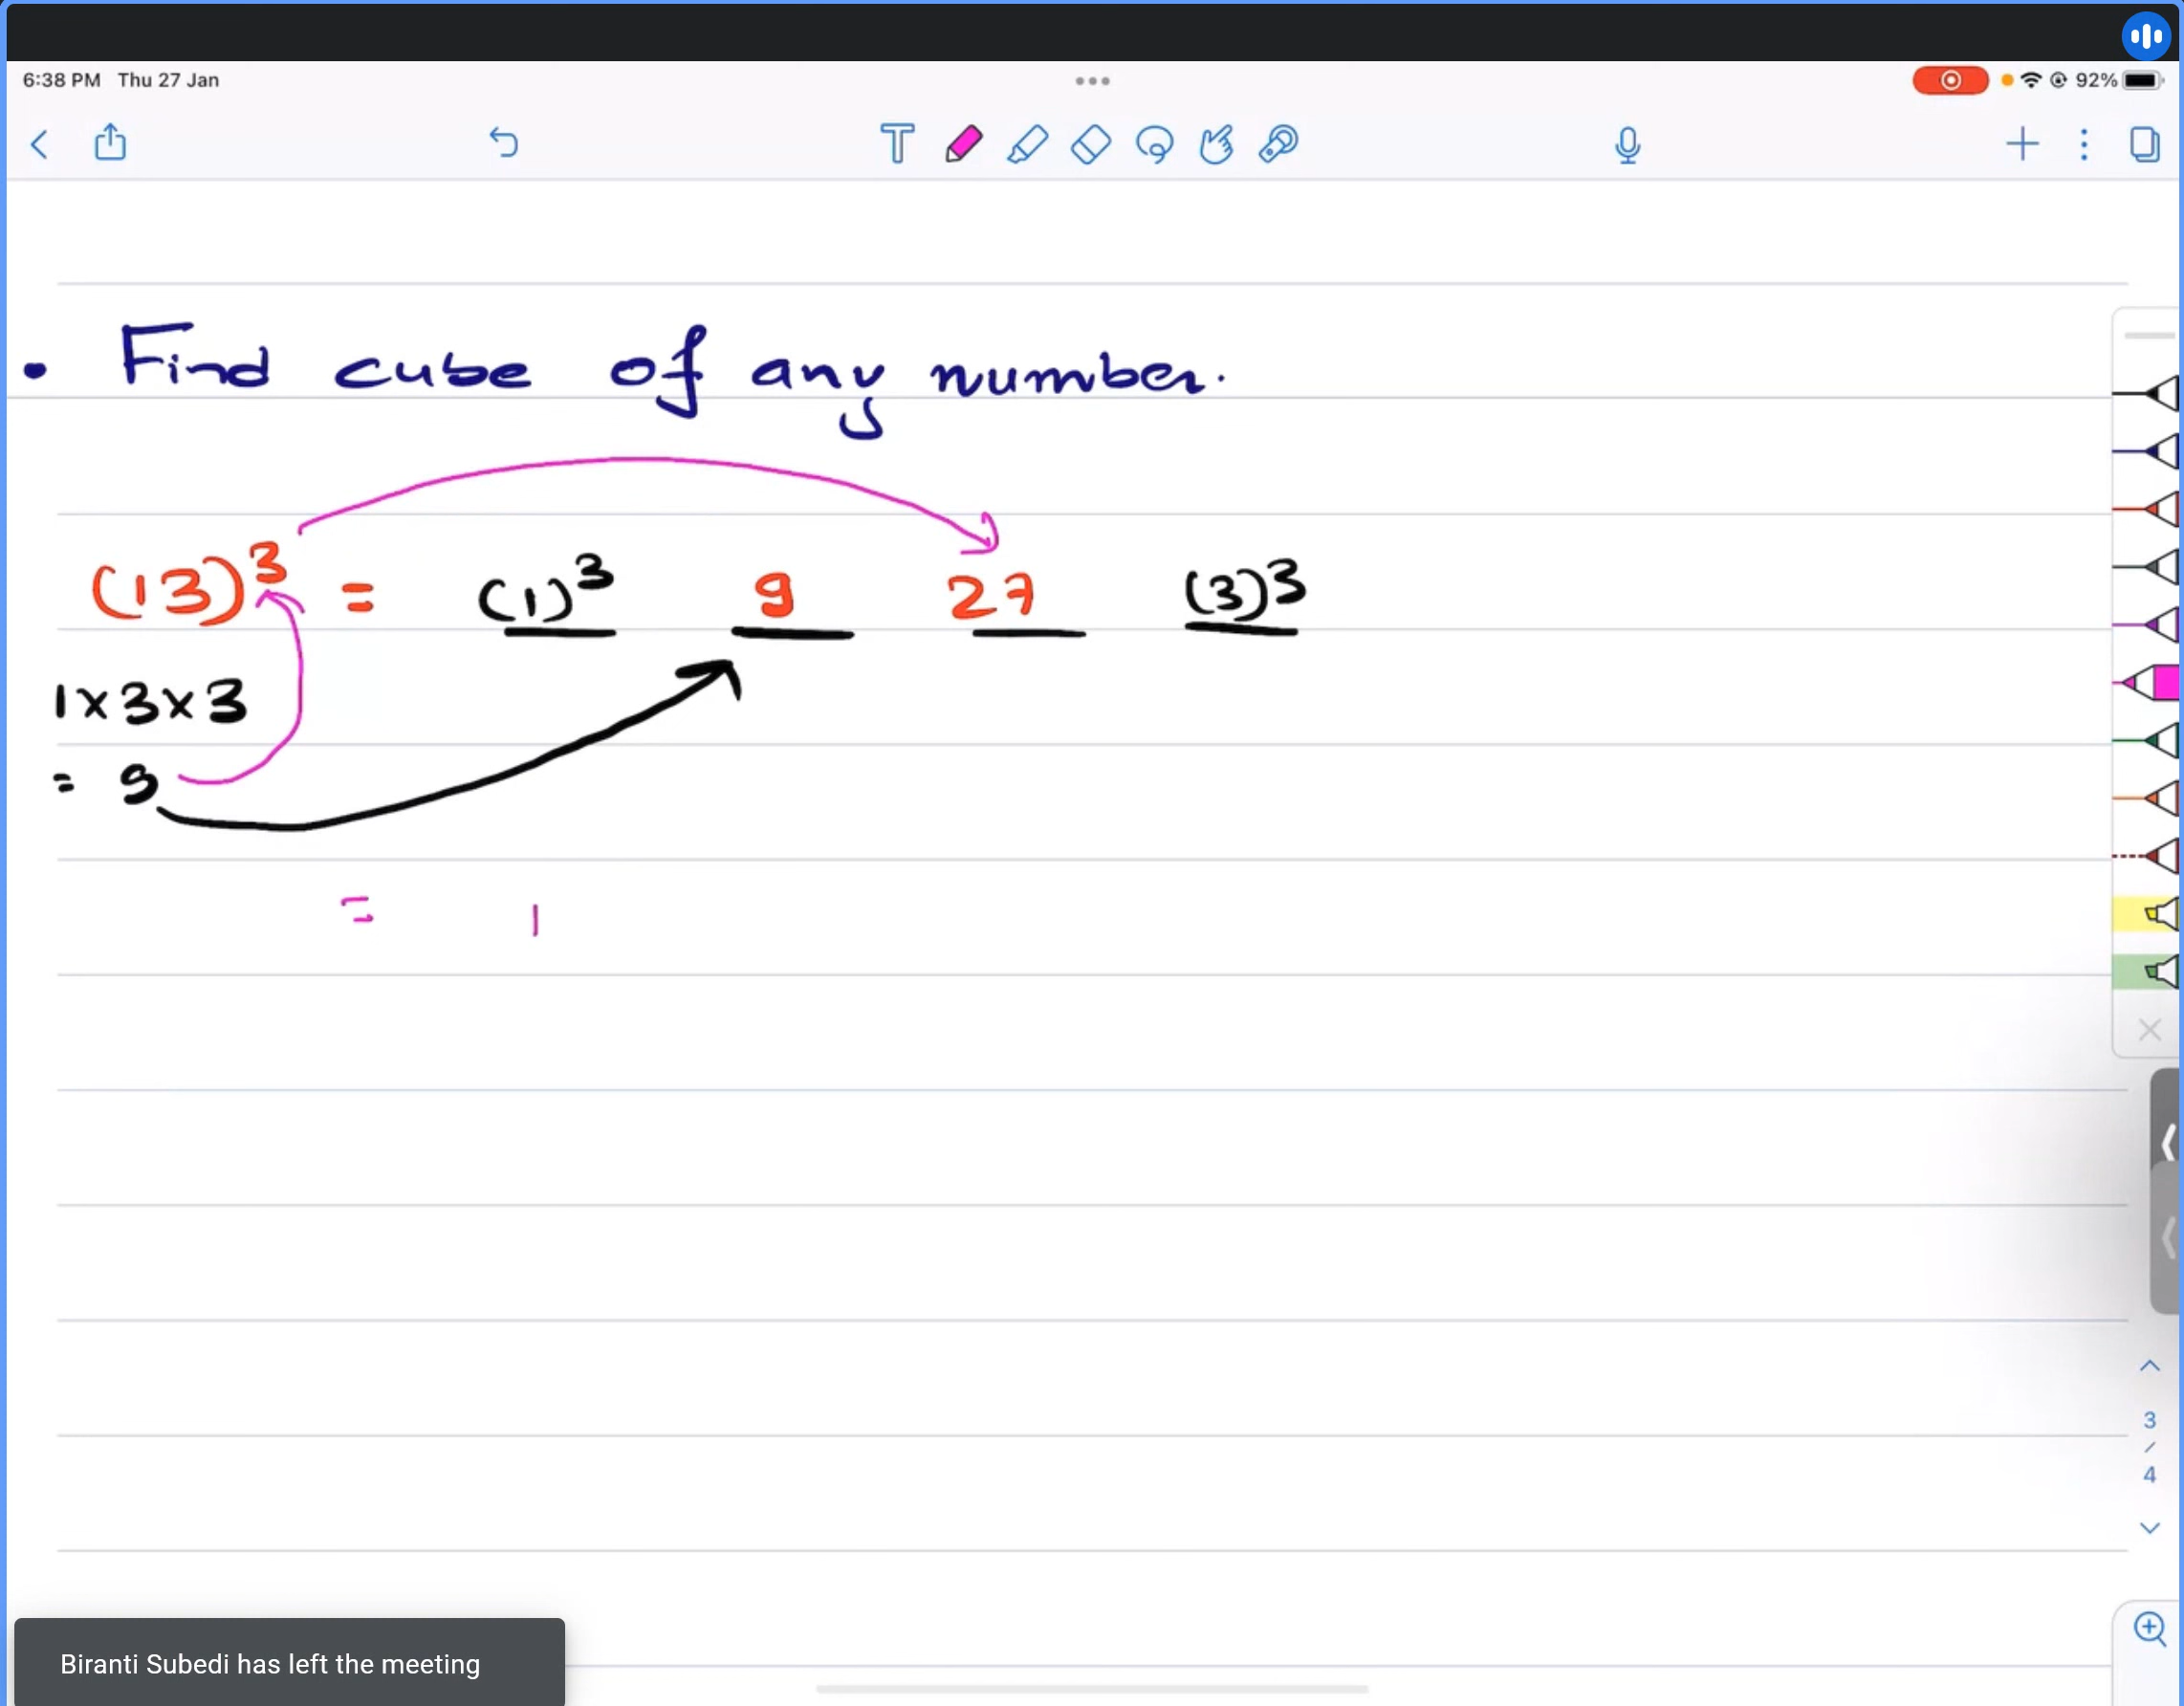 6:38 PM Thu 27 Jan
92%
T
• Find cube of any number.
(13)³ = (1)³ 9 27 (3)³
1×3×3
= 9
= 1
3
/
4
Biranti Subedi has left the meeting